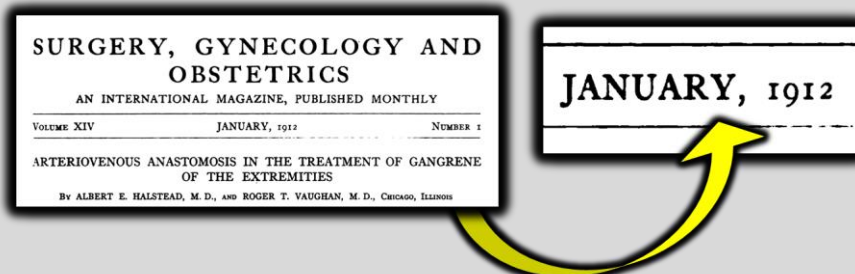 SURGERY, GYNECOLOGY AND
OBSTETRICS
AN INTERNATIONAL MAGAZINE, PUBLISHED MONTHLY
VOLUME XIV JANUARY, 1912 NUMBER 1
ARTERIOVENOUS ANASTOMOSIS IN THE TREATMENT OF GANGRENE
OF THE EXTREMITIES
BY ALBERT E. HALSTEAD, M. D., AND ROGER T. VAUGHAN, M. D., CHICAGO, ILLINOIS
JANUARY, 1912